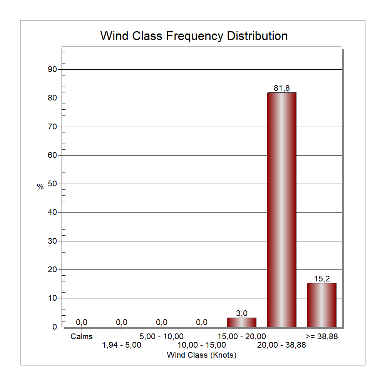 Wind Class Frequency Distribution
90
80
70
60
50
40
30
20
10
0
%
0,0
0,0
0,0
0,0
3,0
81,8
15,2
Calms
1,94 - 5,00
5,00 - 10,00
10,00 - 15,00
15,00 - 20,00
20,00 - 38,88
>= 38,88
Wind Class (Knots)